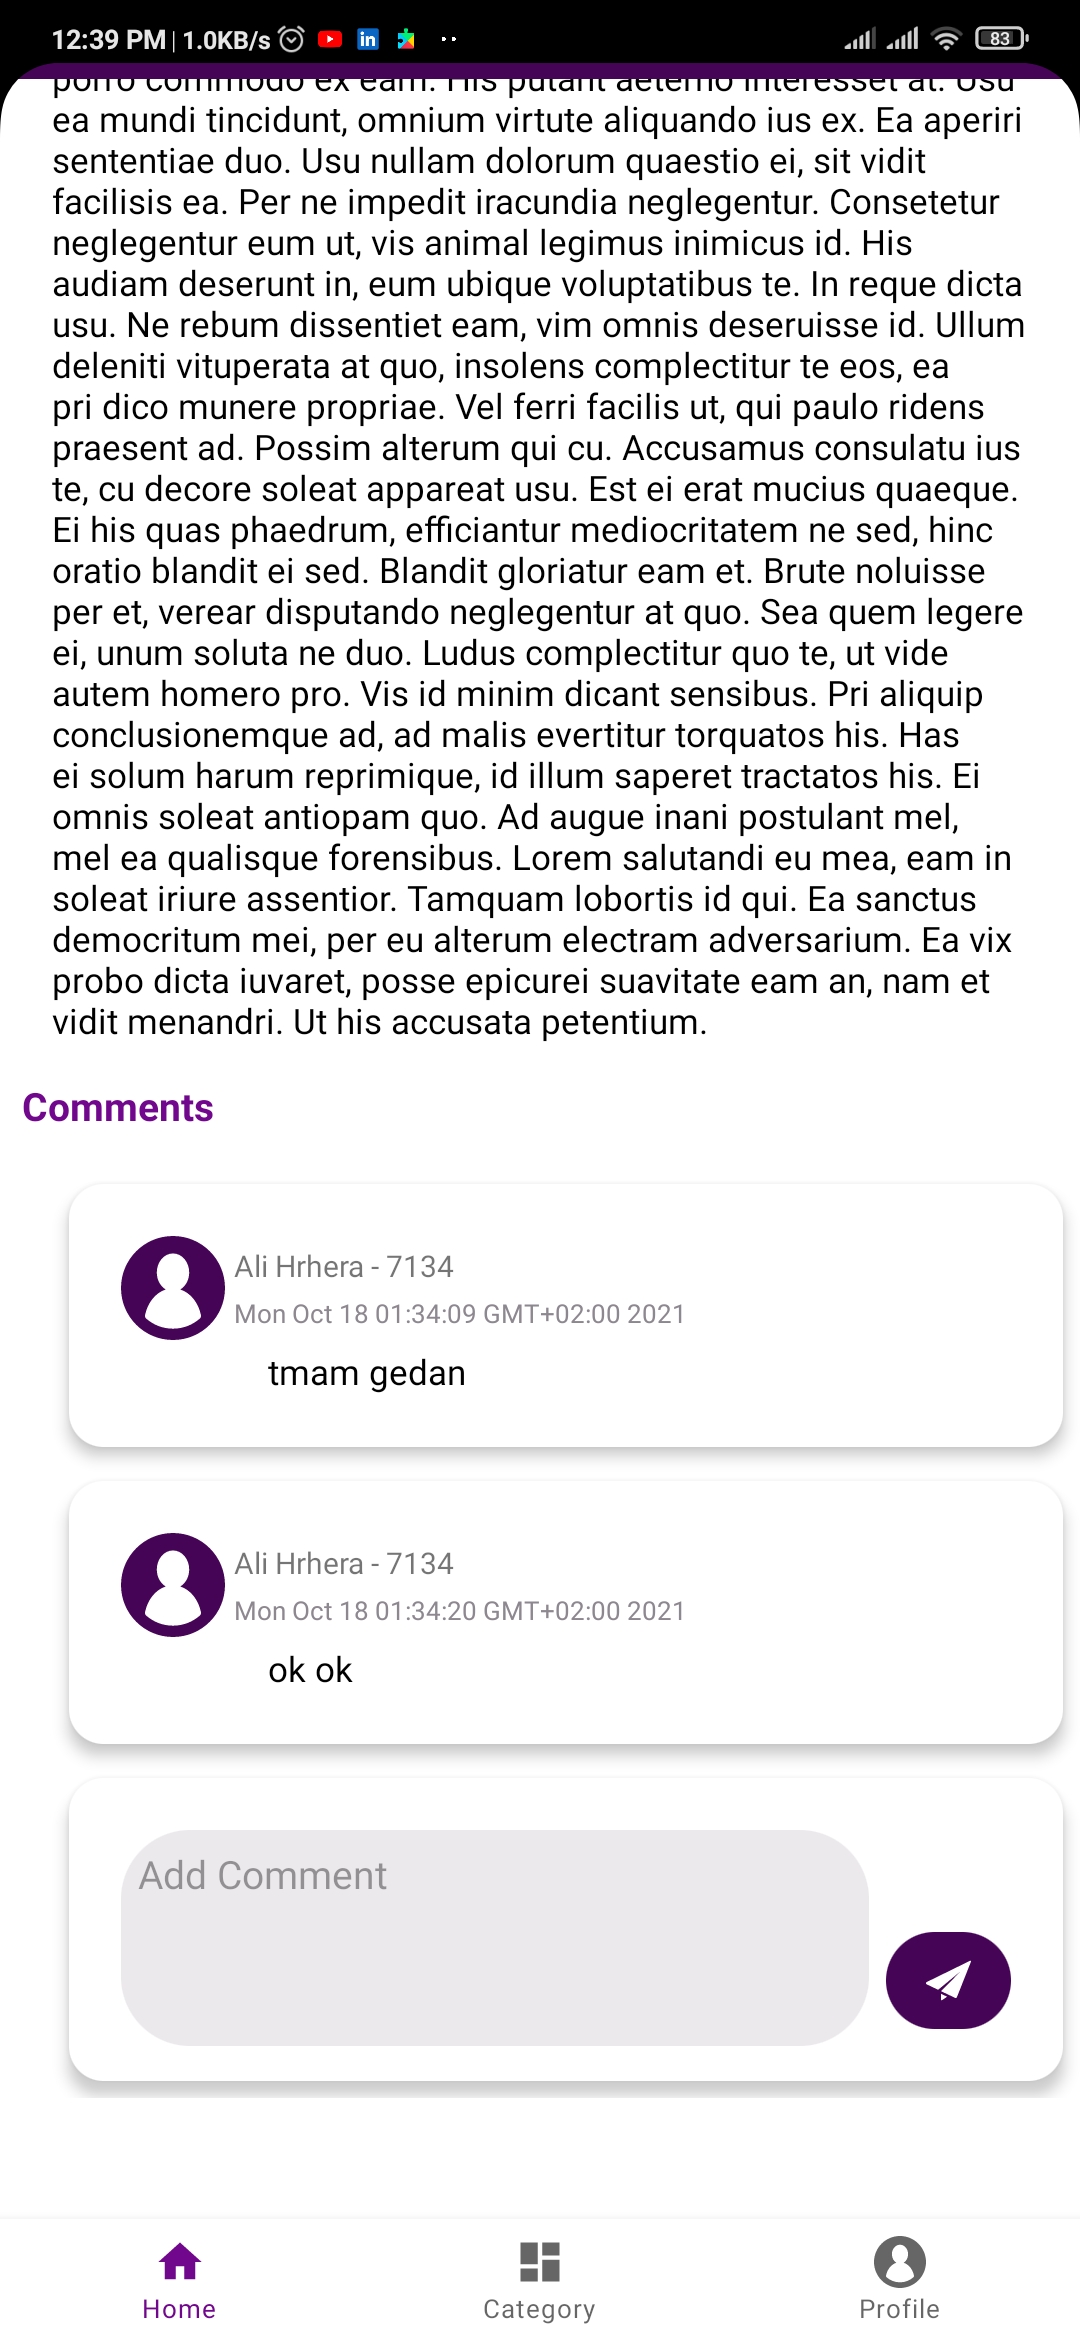 12:39 PM | 1.0KB/s
83
porro commodo ex eam. His putant aeterno interesset at. Usu
ea mundi tincidunt, omnium virtute aliquando ius ex. Ea aperiri
sententiae duo. Usu nullam dolorum quaestio ei, sit vidit
facilisis ea. Per ne impedit iracundia neglegentur. Consetetur
neglegentur eum ut, vis animal legimus inimicus id. His
audiam deserunt in, eum ubique voluptatibus te. In reque dicta
usu. Ne rebum dissentiet eam, vim omnis deseruisse id. Ullum
deleniti vituperata at quo, insolens complectitur te eos, ea
pri dico munere propriae. Vel ferri facilis ut, qui paulo ridens
praesent ad. Possim alterum qui cu. Accusamus consulatu ius
te, cu decore soleat appareat usu. Est ei erat mucius quaeque.
Ei his quas phaedrum, efficiantur mediocritatem ne sed, hinc
oratio blandit ei sed. Blandit gloriatur eam et. Brute noluisse
per et, verear disputando neglegentur at quo. Sea quem legere
ei, unum soluta ne duo. Ludus complectitur quo te, ut vide
autem homero pro. Vis id minim dicant sensibus. Pri aliquip
conclusionemque ad, ad malis evertitur torquatos his. Has
ei solum harum reprimique, id illum saperet tractatos his. Ei
omnis soleat antiopam quo. Ad augue inani postulant mel,
mel ea qualisque forensibus. Lorem salutandi eu mea, eam in
soleat iriure assentior. Tamquam lobortis id qui. Ea sanctus
democritum mei, per eu alterum electram adversarium. Ea vix
probo dicta iuvaret, posse epicurei suavitate eam an, nam et
vidit menandri. Ut his accusata petentium.
Comments
Ali Hrhera - 7134
Mon Oct 18 01:34:09 GMT+02:00 2021
tmam gedan
Ali Hrhera - 7134
Mon Oct 18 01:34:20 GMT+02:00 2021
ok ok
Add Comment
Home
Category
Profile